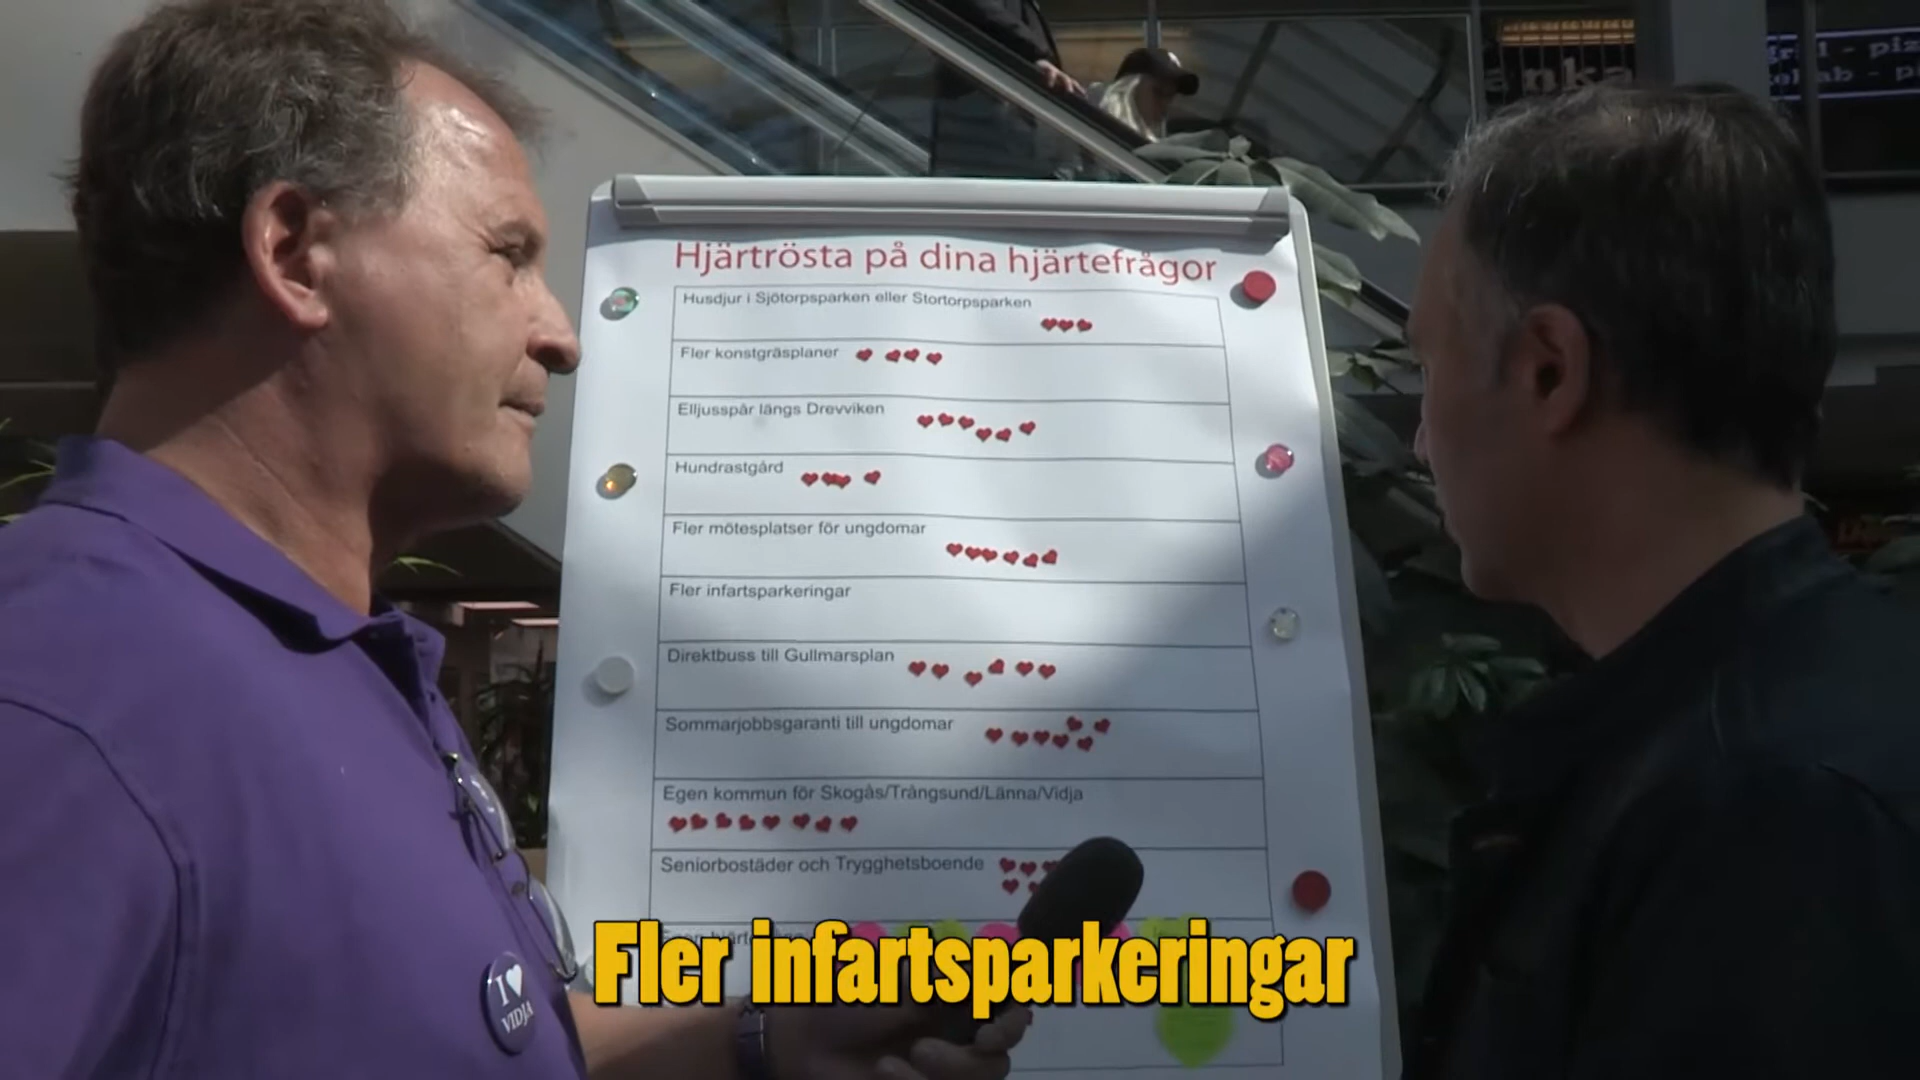 anka
Hjärtrösta på dina hjärtefrågor
Husdjur i Sjötorpsparken eller Stortorpsparken
Fler konstgräsplaner
Elljusspår längs Drevviken
Hundrastgård
Fler mötesplatser för ungdomar
Fler infartsparkeringar
Direktbuss till Gullmarsplan
Sommarjobbsgaranti till ungdomar
Egen kommun för Skogås/Trångsund/Länna/Vidja
Seniorbostäder och Trygghetsboende
Fler infartsparkeringar
I
VIDJA